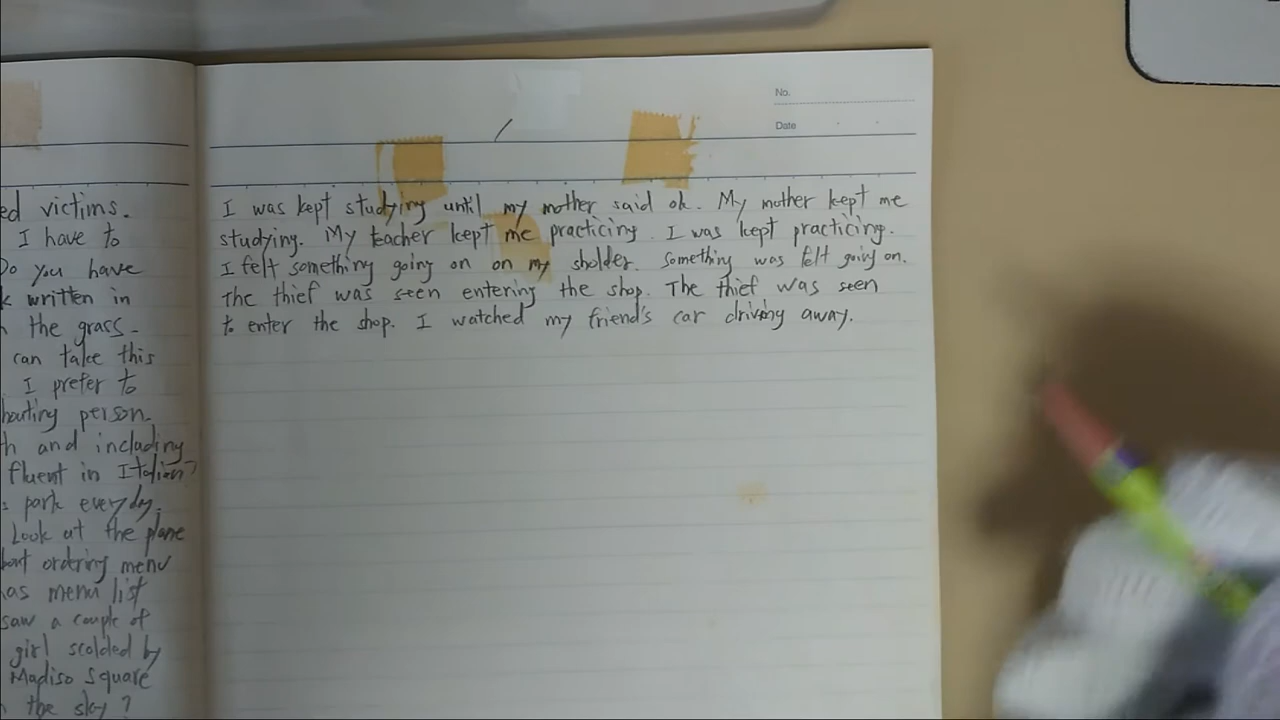 ed victims.
I have to
Do you have
k written in
the grass.
can take this
I prefer to
houting person.
h and including
fluent in Italian?
s park everyday.
Look at the plane
bout ordering menu
as menu list
saw a couple of
girl scolded by
Madiso Square
the sky?
No.
Date
I was kept studying until my mother said ok. My mother kept me
studying. My teacher kept me practicing. I was kept practicing.
I felt something going on on my sholder. Something was felt going on.
The thief was seen entering the shop. The thief was seen
to enter the shop. I watched my friend's car driving away.